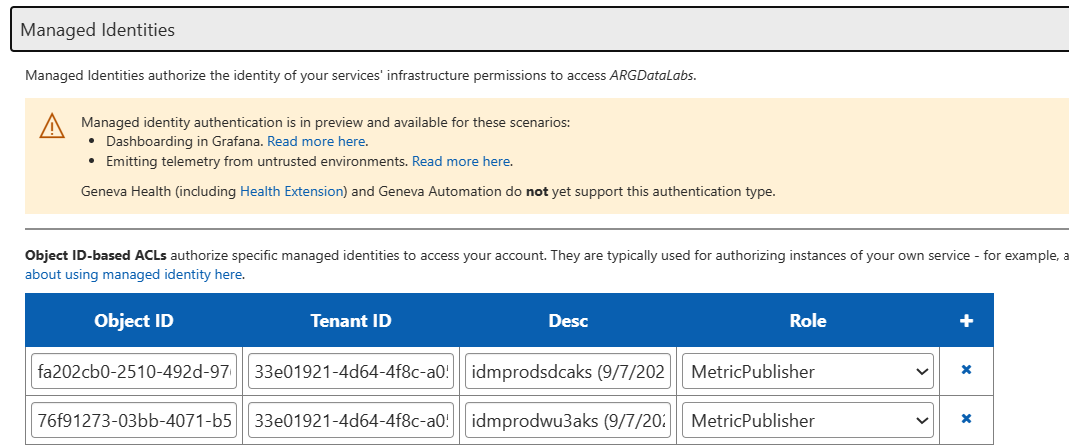 Managed Identities
Managed Identities authorize the identity of your services' infrastructure permissions to access ARGDataLabs.
Managed identity authentication is in preview and available for these scenarios:
• Dashboarding in Grafana. Read more here.
• Emitting telemetry from untrusted environments. Read more here.
Geneva Health (including Health Extension) and Geneva Automation do not yet support this authentication type.
Object ID-based ACLs authorize specific managed identities to access your account. They are typically used for authorizing instances of your own service - for example, a
about using managed identity here.
Object ID Tenant ID Desc Role +
fa202cb0-2510-492d-97 33e01921-4d64-4f8c-a0 idmprodsdcaks (9/7/202 MetricPublisher
76f91273-03bb-4071-b5 33e01921-4d64-4f8c-a0 idmprodwu3aks (9/7/202 MetricPublisher